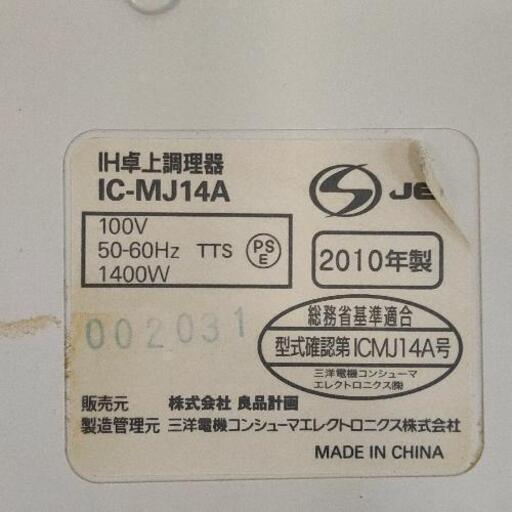 IH卓上調理器
IC-MJ14A
100V
50-60Hz TTS
1400W
PS
E
JE
2010年製
002031
総務省基準適合
型式確認第ICMJ14A号
三洋電機コンシューマ
エレクトロニクス㈱
販売元 株式会社 良品計画
製造管理元 三洋電機コンシューマエレクトロニクス株式会社
MADE IN CHINA